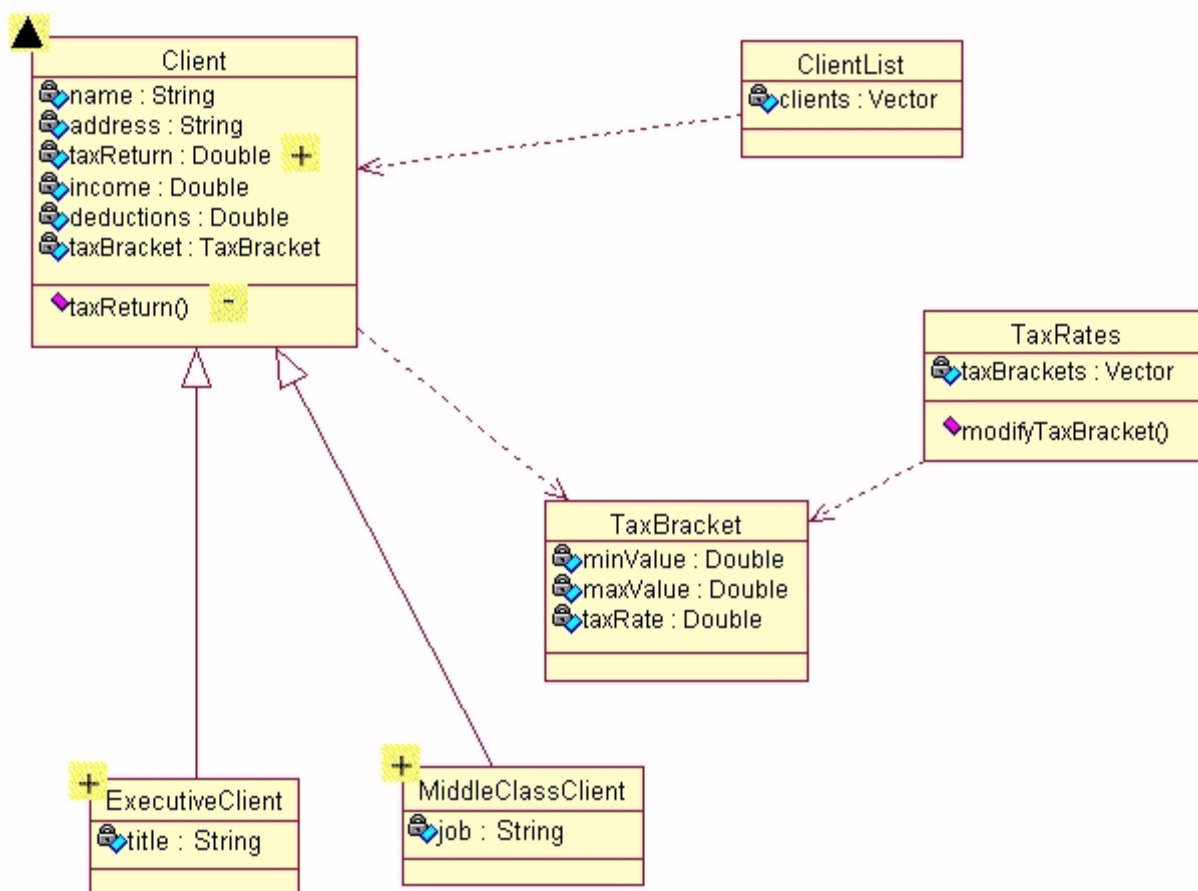 Client
name : String
address : String
taxReturn : Double +
income : Double
deductions : Double
taxBracket : TaxBracket
taxReturn() -
ClientList
clients : Vector
TaxRates
taxBrackets : Vector
modifyTaxBracket()
TaxBracket
minValue : Double
maxValue : Double
taxRate : Double
+
ExecutiveClient
title : String
+
MiddleClassClient
job : String